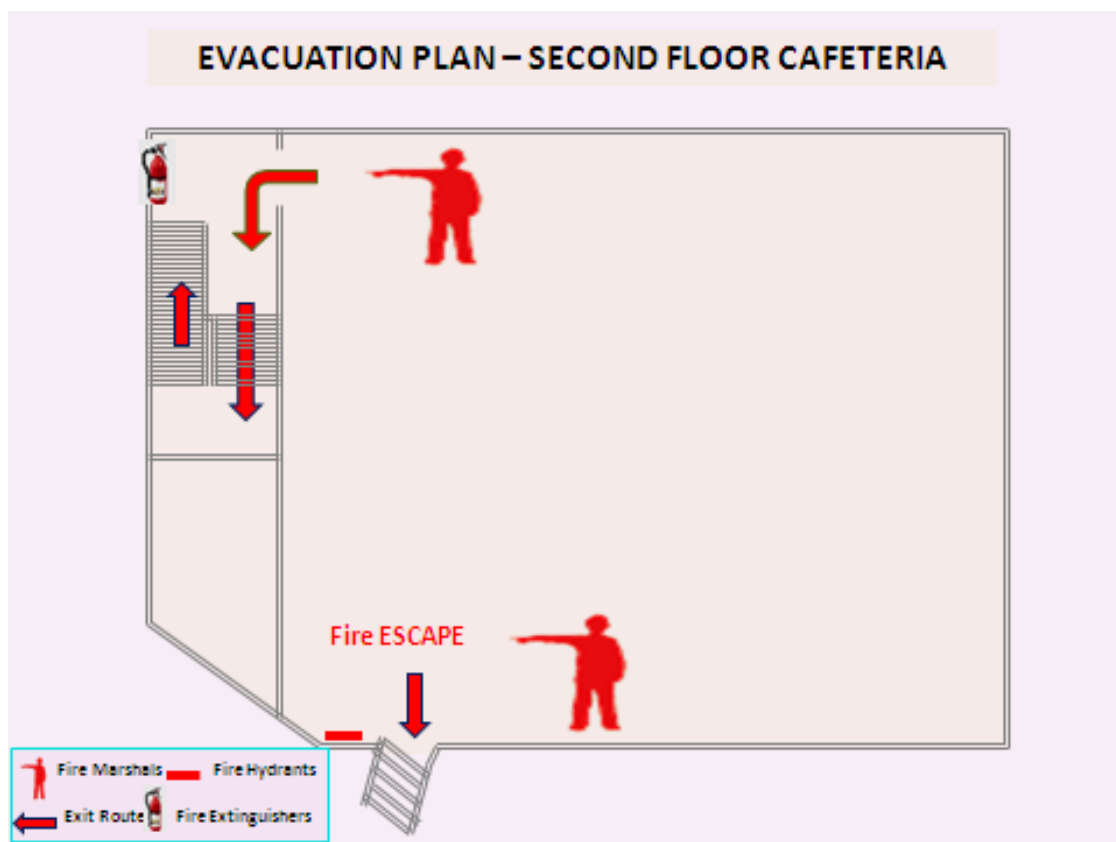 EVACUATION PLAN – SECOND FLOOR CAFETERIA
Fire ESCAPE
Fire Marshals
Fire Hydrants
Exit Route
Fire Extinguishers